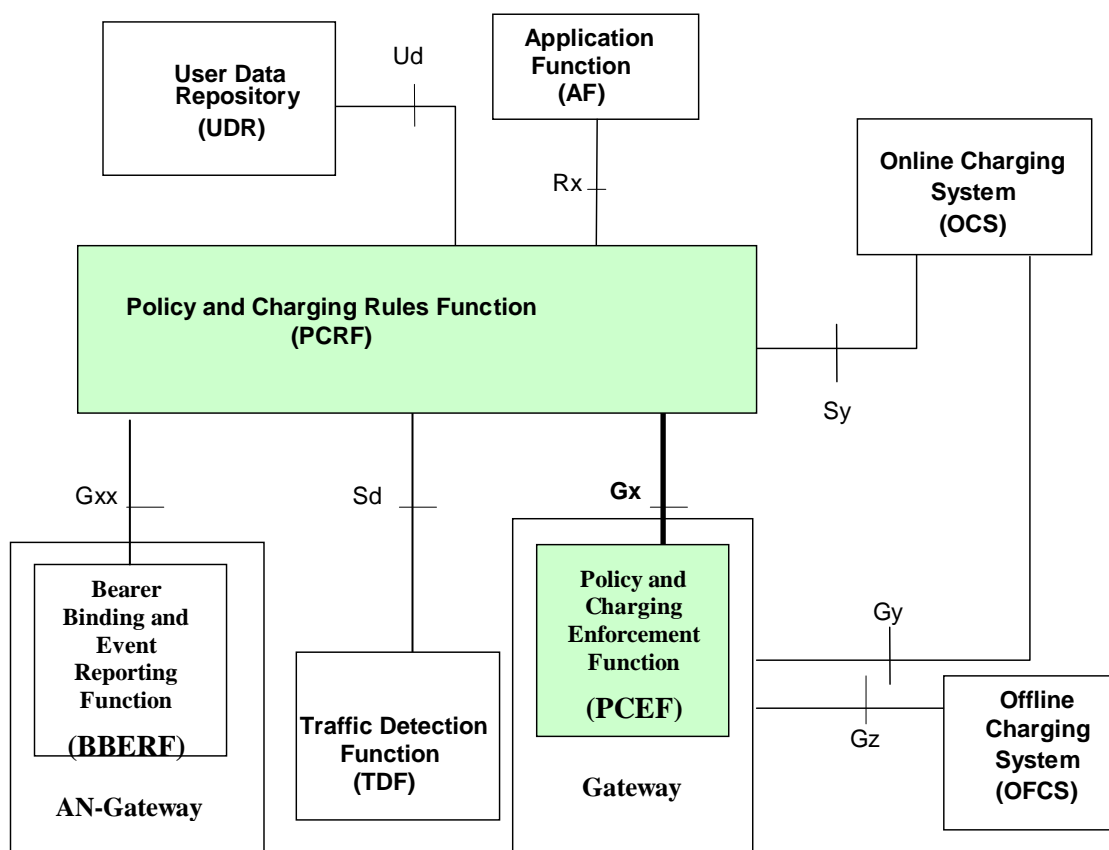 User Data
Repository
(UDR)
Ud
Application
Function
(AF)
Rx
Online Charging
System
(OCS)
Policy and Charging Rules Function
(PCRF)
Sy
Gxx
Sd
Gx
Bearer
Binding and
Event
Reporting
Function
(BBERF)
AN-Gateway
Traffic Detection
Function
(TDF)
Policy and
Charging
Enforcement
Function
(PCEF)
Gateway
Gy
Gz
Offline
Charging
System
(OFCS)